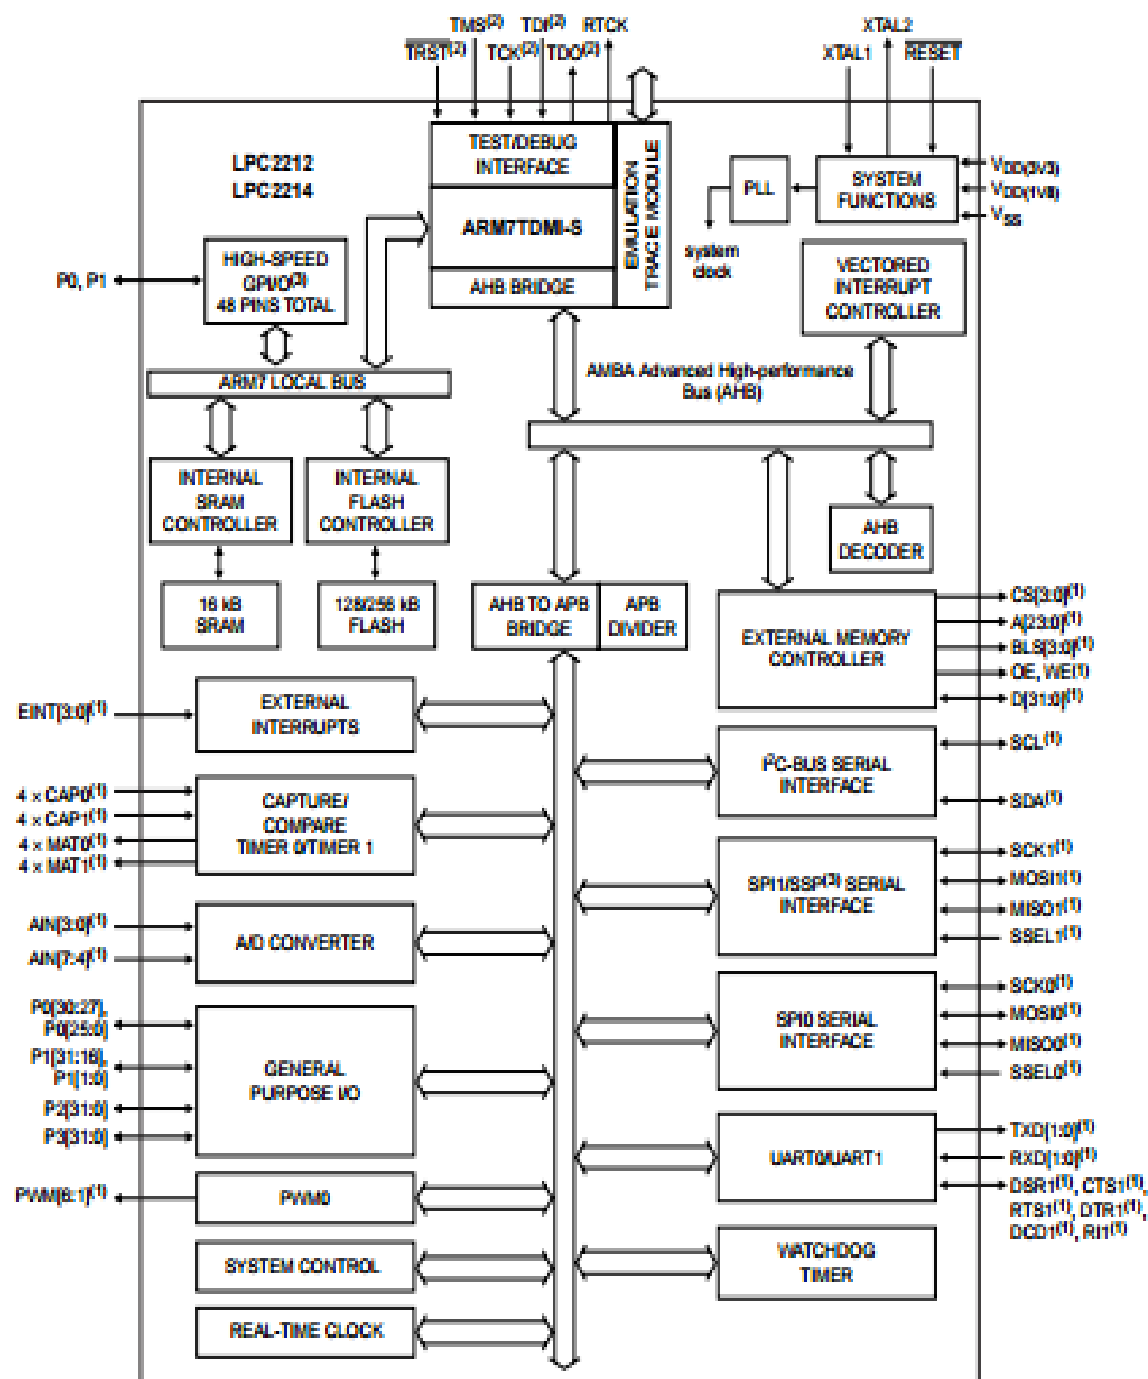 TMS(2) TDI(2) RTCK
TRST(2) TCK(2) TDO(2)
XTAL2
XTAL1 RESET
LPC2212
LPC2214
TEST/DEBUG
INTERFACE
ARM7TDMI-S
AHB BRIDGE
EMULATION
TRACE MODULE
PLL
system
clock
SYSTEM
FUNCTIONS
VDD(3V3)
VDD(1V8)
VSS
P0, P1
HIGH-SPEED
GPI/O(3)
48 PINS TOTAL
VECTORED
INTERRUPT
CONTROLLER
ARM7 LOCAL BUS
AMBA Advanced High-performance
Bus (AHB)
INTERNAL
SRAM
CONTROLLER
INTERNAL
FLASH
CONTROLLER
AHB
DECODER
16 kB
SRAM
128/256 kB
FLASH
AHB TO APB
BRIDGE
APB
DIVIDER
EXTERNAL MEMORY
CONTROLLER
CS[3:0](1)
A[23:0](1)
BLS[3:0](1)
OE, WE(1)
D[31:0](1)
EINT[3:0](1)
EXTERNAL
INTERRUPTS
I2C-BUS SERIAL
INTERFACE
SCL(1)
SDA(1)
4 × CAP0(1)
4 × CAP1(1)
4 × MAT0(1)
4 × MAT1(1)
CAPTURE/
COMPARE
TIMER 0/TIMER 1
SPI1/SSP(3) SERIAL
INTERFACE
SCK1(1)
MOSI1(1)
MISO1(1)
SSEL1(1)
AIN[3:0](1)
AIN[7:4](1)
A/D CONVERTER
SPI0 SERIAL
INTERFACE
SCK0(1)
MOSI0(1)
MISO0(1)
SSEL0(1)
P0[30:27],
P0[25:0]
P1[31:16],
P1[1:0]
P2[31:0]
P3[31:0]
GENERAL
PURPOSE I/O
UART0/UART1
TXD[1:0](1)
RXD[1:0](1)
DSR1(1), CTS1(1),
RTS1(1), DTR1(1),
DCD1(1), RI1(1)
PWM[6:1](1)
PWM0
SYSTEM CONTROL
WATCHDOG
TIMER
REAL-TIME CLOCK